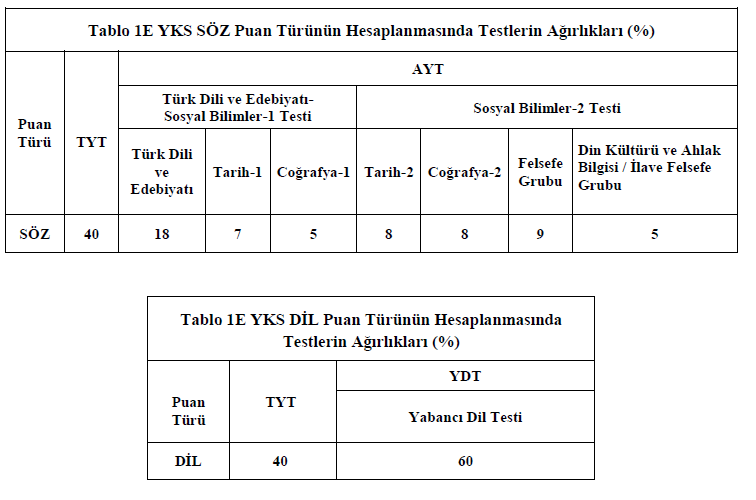 Tablo 1E YKS SÖZ Puan Türünün Hesaplanmasında Testlerin Ağırlıkları (%)
Puan
Türü
TYT
AYT
Türk Dili ve Edebiyatı-
Sosyal Bilimler-1 Testi
Sosyal Bilimler-2 Testi
Türk Dili
ve
Edebiyatı
Tarih-1
Coğrafya-1
Tarih-2
Coğrafya-2
Felsefe
Grubu
Din Kültürü ve Ahlak
Bilgisi / İlave Felsefe
Grubu
SÖZ 40 18 7 5 8 8 9 5
Tablo 1E YKS DİL Puan Türünün Hesaplanmasında
Testlerin Ağırlıkları (%)
Puan
Türü
TYT
YDT
Yabancı Dil Testi
DİL 40 60